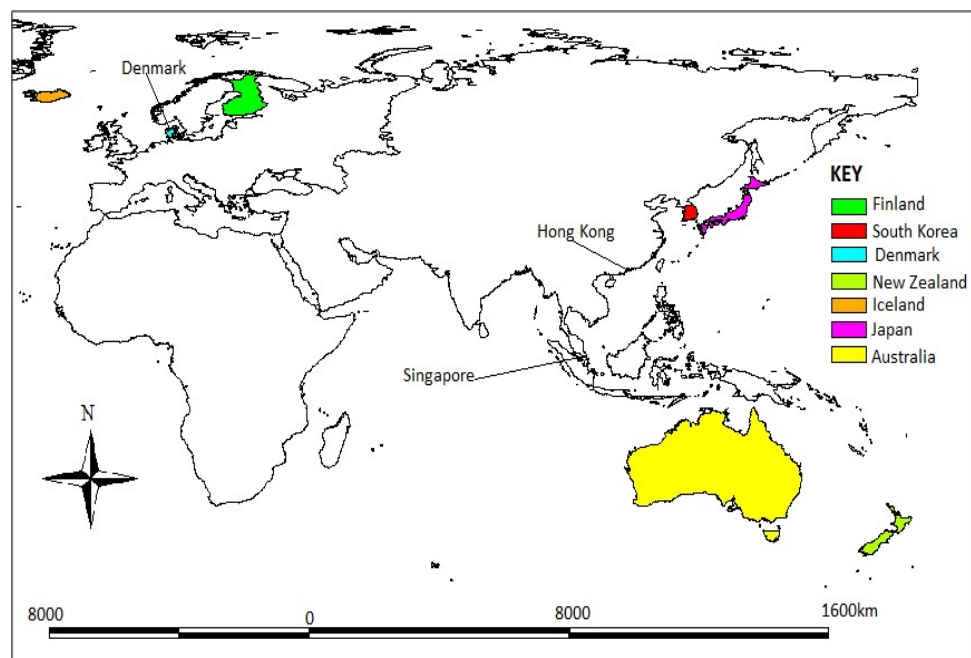 Denmark
KEY
Finland
South Korea
Hong Kong
Denmark
New Zealand
Iceland
Japan
Australia
Singapore
N
8000 0 8000 1600km